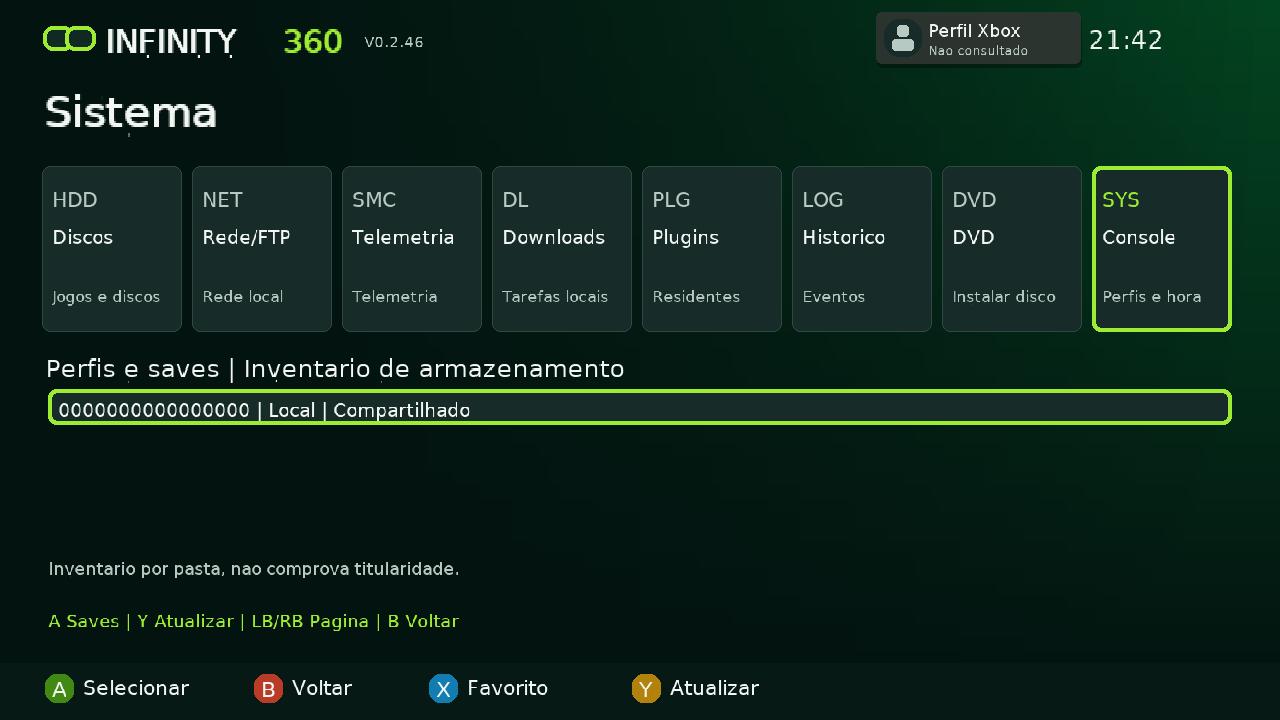 INFINITY 360 V0.2.46
Perfil Xbox
Nao consultado
21:42
Sistema
HDD
Discos
Jogos e discos
NET
Rede/FTP
Rede local
SMC
Telemetria
Telemetria
DL
Downloads
Tarefas locais
PLG
Plugins
Residentes
LOG
Historico
Eventos
DVD
DVD
Instalar disco
SYS
Console
Perfis e hora
Perfis e saves | Inventario de armazenamento
0000000000000000 | Local | Compartilhado
Inventario por pasta, nao comprova titularidade.
A Saves | Y Atualizar | LB/RB Pagina | B Voltar
A Selecionar B Voltar X Favorito Y Atualizar